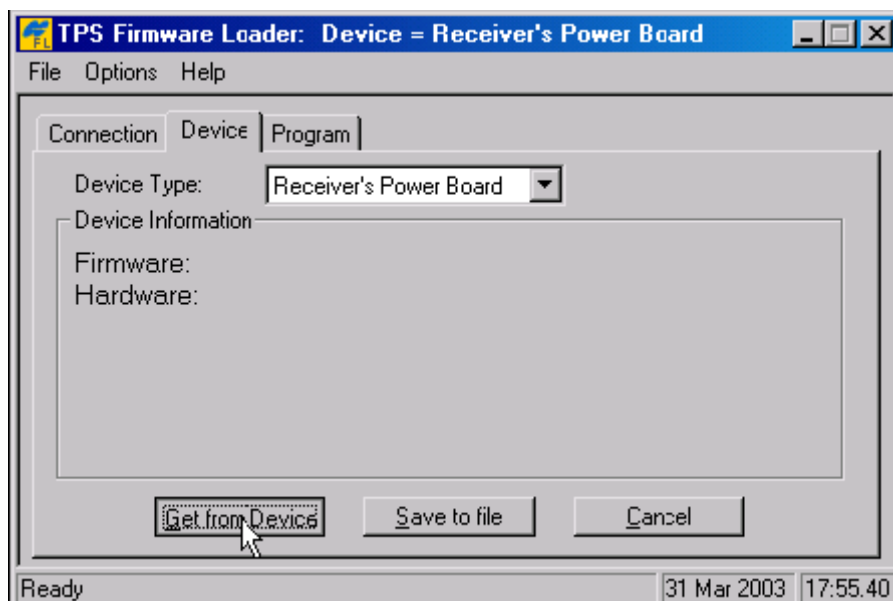 FL TPS Firmware Loader: Device = Receiver's Power Board
File Options Help
Connection Device Program
Device Type: Receiver's Power Board
Device Information
Firmware:
Hardware:
Get from Device Save to file Cancel
Ready 31 Mar 2003 17:55.40